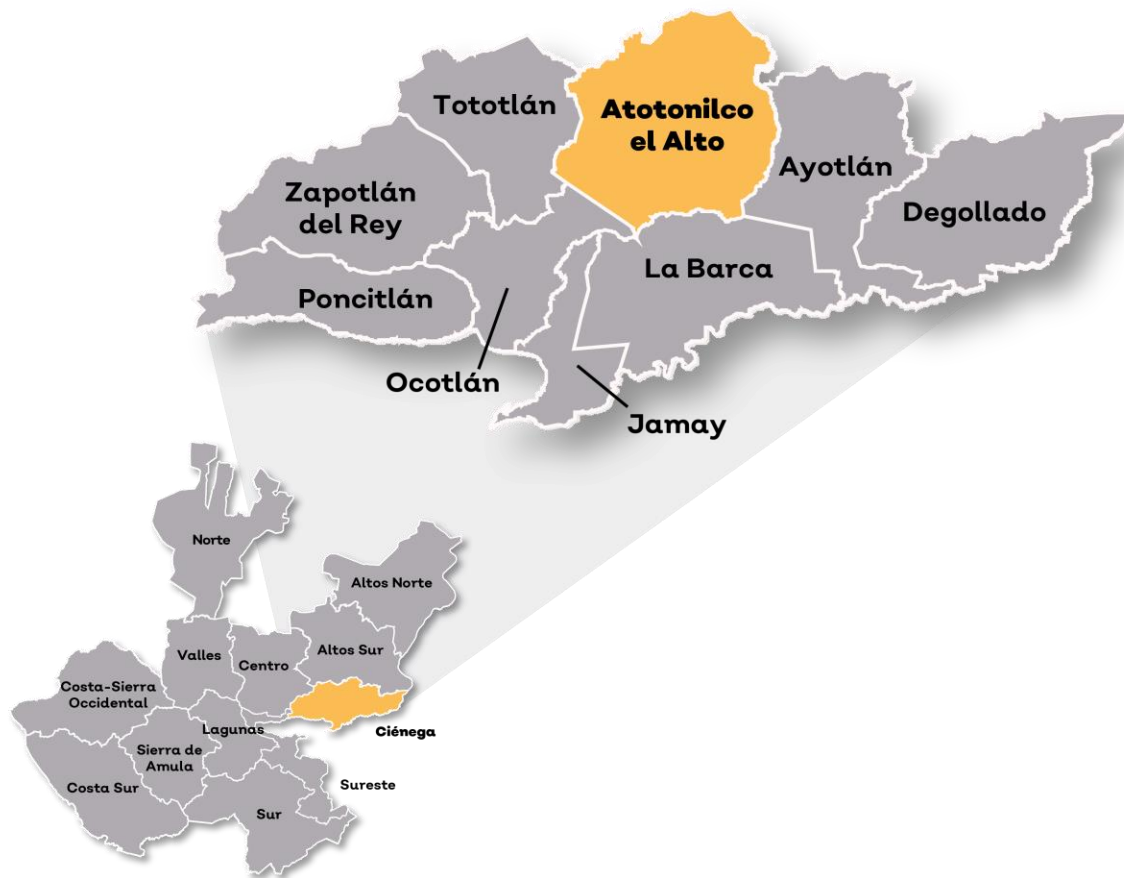 Tototlán
Atotonilco
el Alto
Ayotlán
Zapotlán
del Rey
Degollado
La Barca
Poncitlán
Ocotlán
Jamay
Norte
Altos Norte
Valles
Centro
Altos Sur
Costa-Sierra
Occidental
Lagunas
Ciénega
Sierra de
Amula
Costa Sur
Sureste
Sur